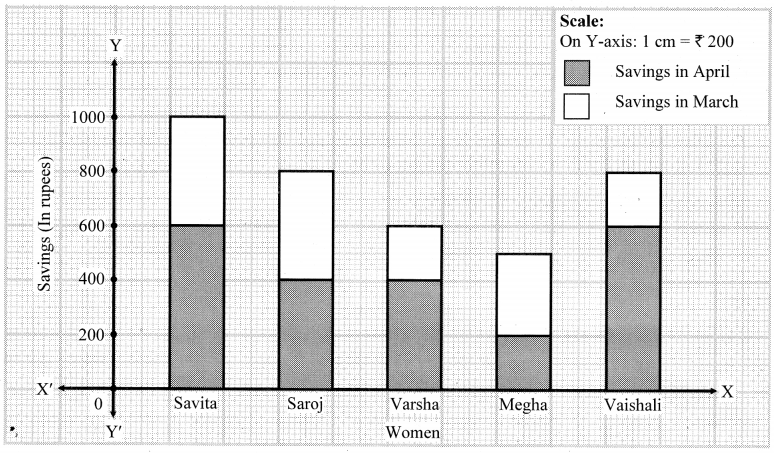 Scale:
On Y-axis: 1 cm = ₹ 200
Savings in April
Savings in March
Y
1000
800
600
400
200
0
Savings (In rupees)
X′
X
Y′
Savita
Saroj
Varsha
Megha
Vaishali
Women